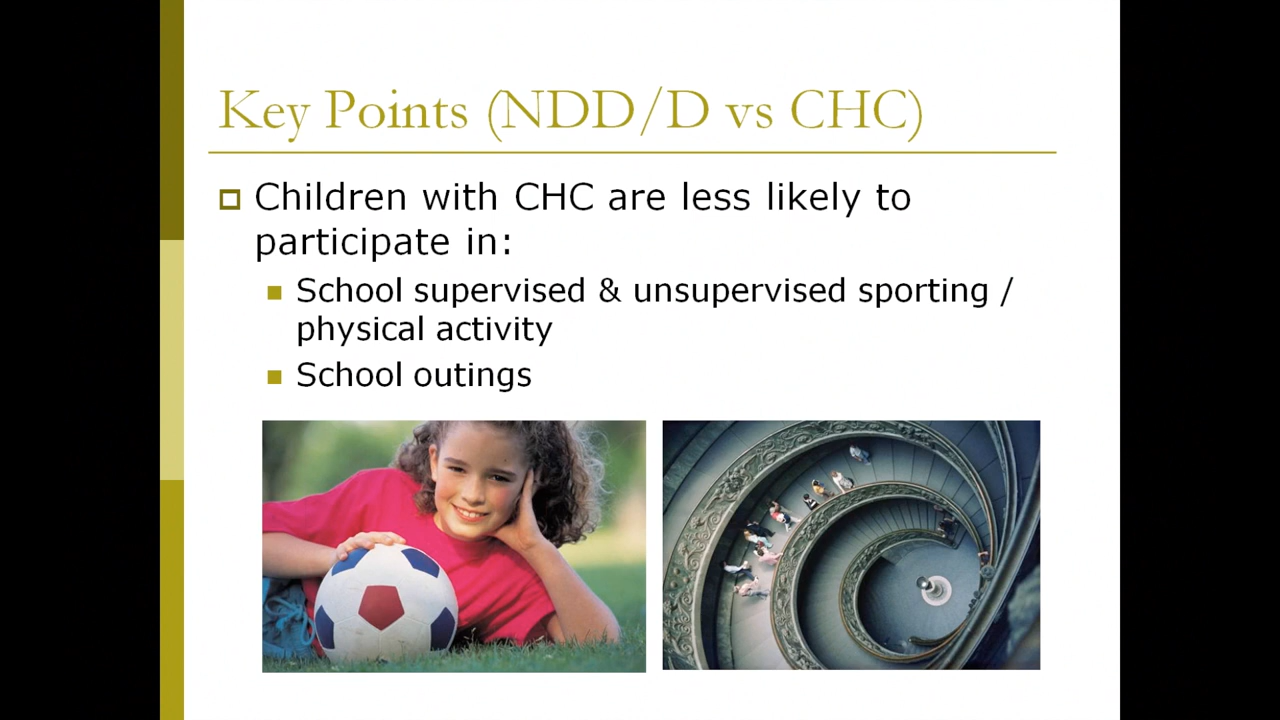 Key Points (NDD/D vs CHC)
Children with CHC are less likely to
participate in:
School supervised & unsupervised sporting /
physical activity
School outings